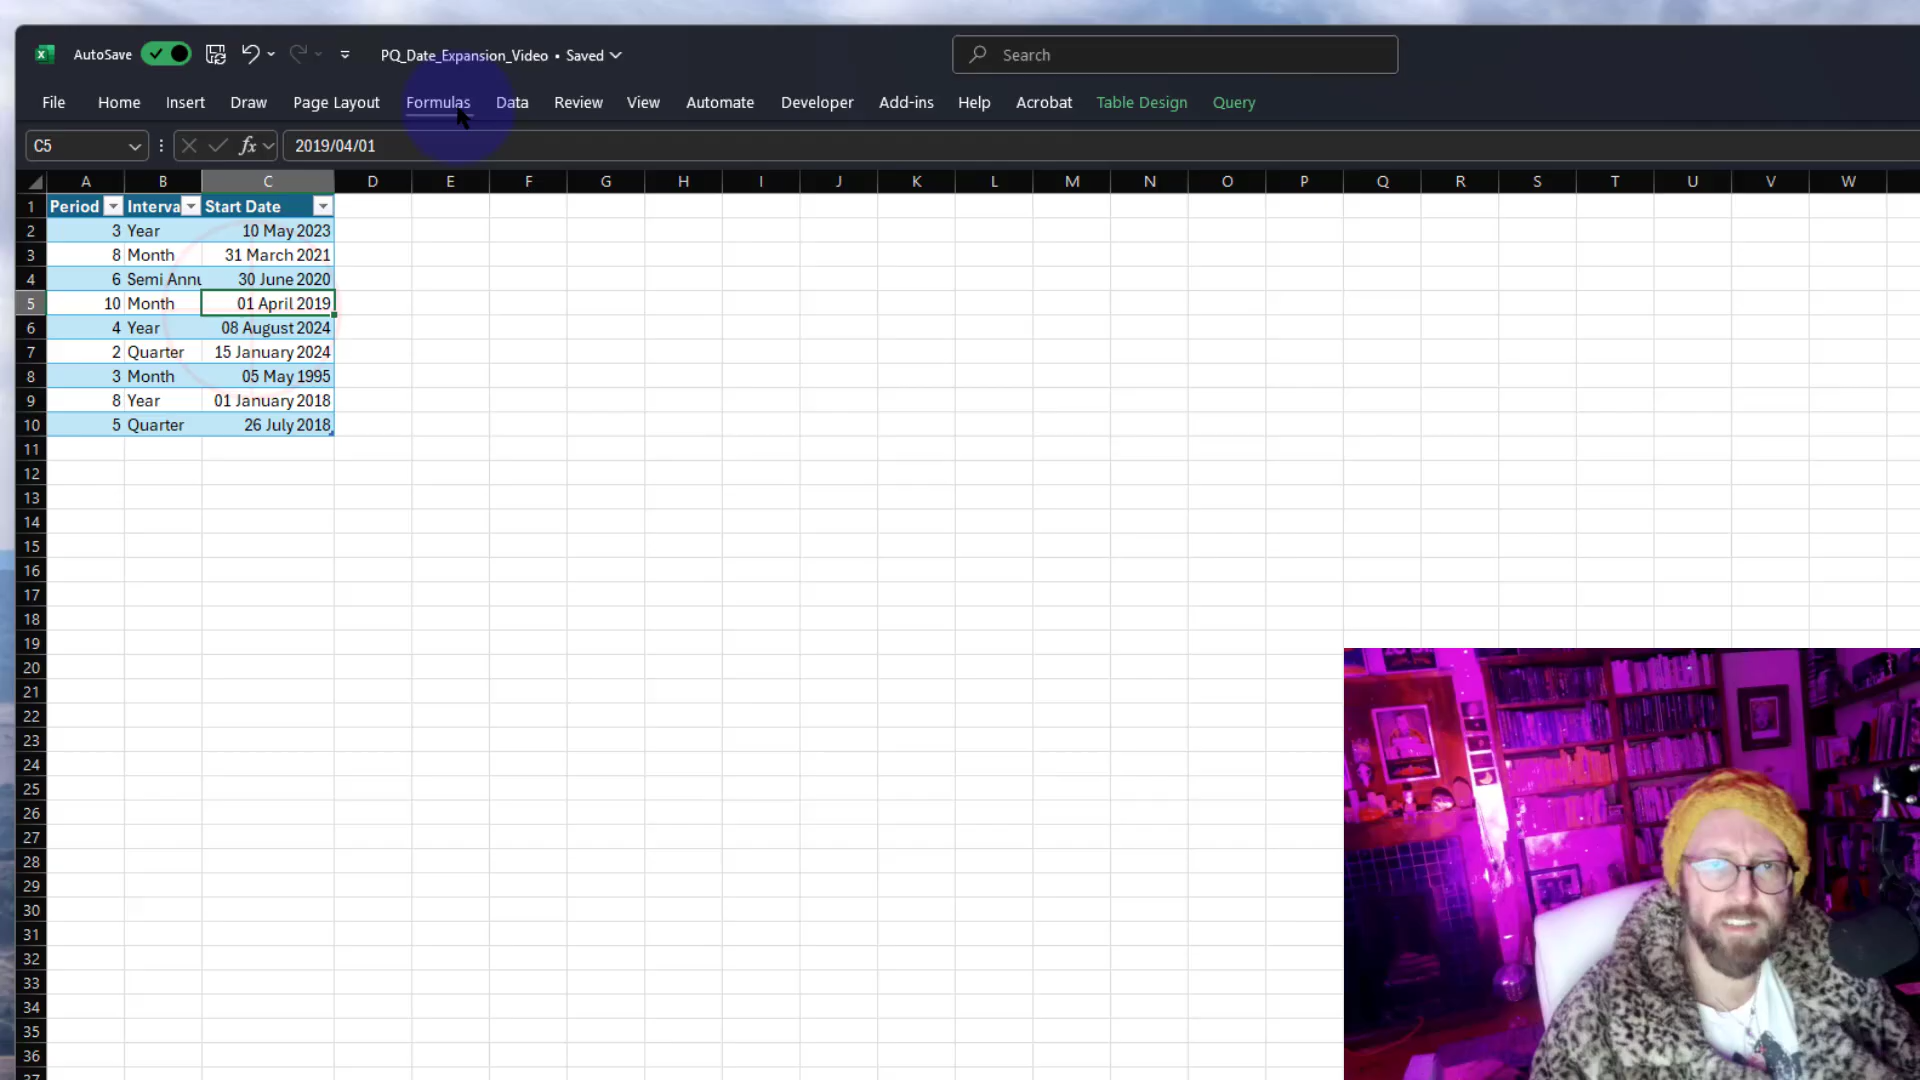 AutoSave PQ_Date_Expansion_Video • Saved Search
File Home Insert Draw Page Layout Formulas Data Review View Automate Developer Add-ins Help Acrobat Table Design Query
C5 fx 2019/04/01
A B C D E F G H I J K L M N O P Q R S T U V W
1 Period Interva Start Date
2 3 Year 10 May 2023
3 8 Month 31 March 2021
4 6 Semi Annu 30 June 2020
5 10 Month 01 April 2019
6 4 Year 08 August 2024
7 2 Quarter 15 January 2024
8 3 Month 05 May 1995
9 8 Year 01 January 2018
10 5 Quarter 26 July 2018
11
12
13
14
15
16
17
18
19
20
21
22
23
24
25
26
27
28
29
30
31
32
33
34
35
36
37